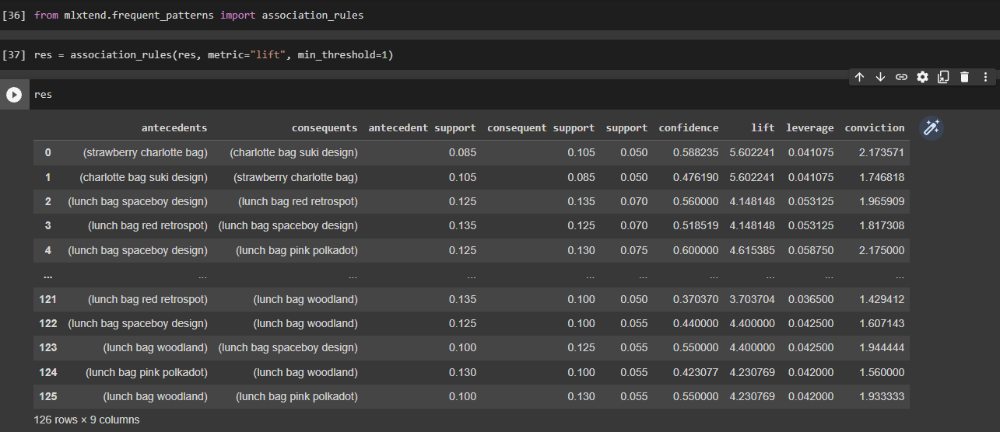 [36] from mlxtend.frequent_patterns import association_rules
[37] res = association_rules(res, metric="lift", min_threshold=1)
res
antecedents consequents antecedent support consequent support support confidence lift leverage conviction
0 (strawberry charlotte bag) (charlotte bag suki design) 0.085 0.105 0.050 0.588235 5.602241 0.041075 2.173571
1 (charlotte bag suki design) (strawberry charlotte bag) 0.105 0.085 0.050 0.476190 5.602241 0.041075 1.746818
2 (lunch bag spaceboy design) (lunch bag red retrospot) 0.125 0.135 0.070 0.560000 4.148148 0.053125 1.965909
3 (lunch bag red retrospot) (lunch bag spaceboy design) 0.135 0.125 0.070 0.518519 4.148148 0.053125 1.817308
4 (lunch bag spaceboy design) (lunch bag pink polkadot) 0.125 0.130 0.075 0.600000 4.615385 0.058750 2.175000
... ... ... ... ... ... ... ... ... ...
121 (lunch bag red retrospot) (lunch bag woodland) 0.135 0.100 0.050 0.370370 3.703704 0.036500 1.429412
122 (lunch bag spaceboy design) (lunch bag woodland) 0.125 0.100 0.055 0.440000 4.400000 0.042500 1.607143
123 (lunch bag woodland) (lunch bag spaceboy design) 0.100 0.125 0.055 0.550000 4.400000 0.042500 1.944444
124 (lunch bag pink polkadot) (lunch bag woodland) 0.130 0.100 0.055 0.423077 4.230769 0.042000 1.560000
125 (lunch bag woodland) (lunch bag pink polkadot) 0.100 0.130 0.055 0.550000 4.230769 0.042000 1.933333
126 rows × 9 columns